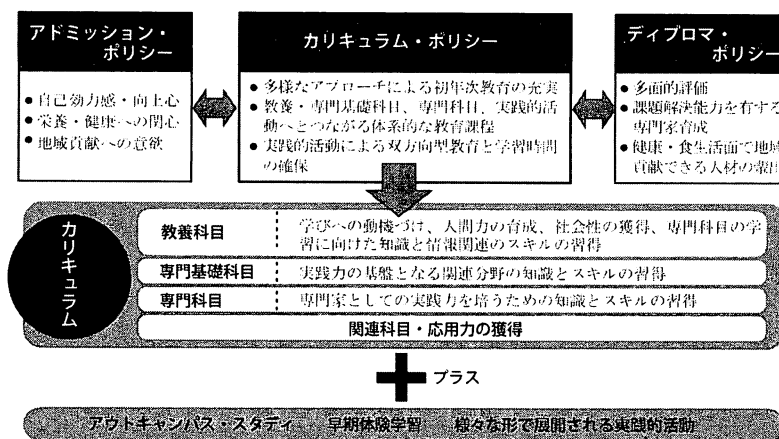 アドミッション・
ポリシー
● 自己効力感・向上心
● 栄養・健康への関心
● 地域貢献への意欲
カリキュラム・ポリシー
● 多様なアプローチによる初年次教育の充実
● 教養・専門基礎科目、専門科目、実践的活
動へとつながる体系的な教育課程
● 実践的活動による双方向型教育と学習時間
の確保
ディプロマ・
ポリシー
● 多面的評価
● 課題解決能力を有する
専門家育成
● 健康・食生活面で地域
貢献できる人材の輩出
カリキュラム
教養科目
学びへの動機づけ、人間力の育成、社会性の獲得、専門科目の学
習に向けた知識と情報関連のスキルの習得
専門基礎科目
実践力の基盤となる関連分野の知識とスキルの習得
専門科目
専門家としての実践力を培うための知識とスキルの習得
関連科目・応用力の獲得
プラス
アウトキャンパス・スタディ 早期体験学習 様々な形で展開される実践的活動